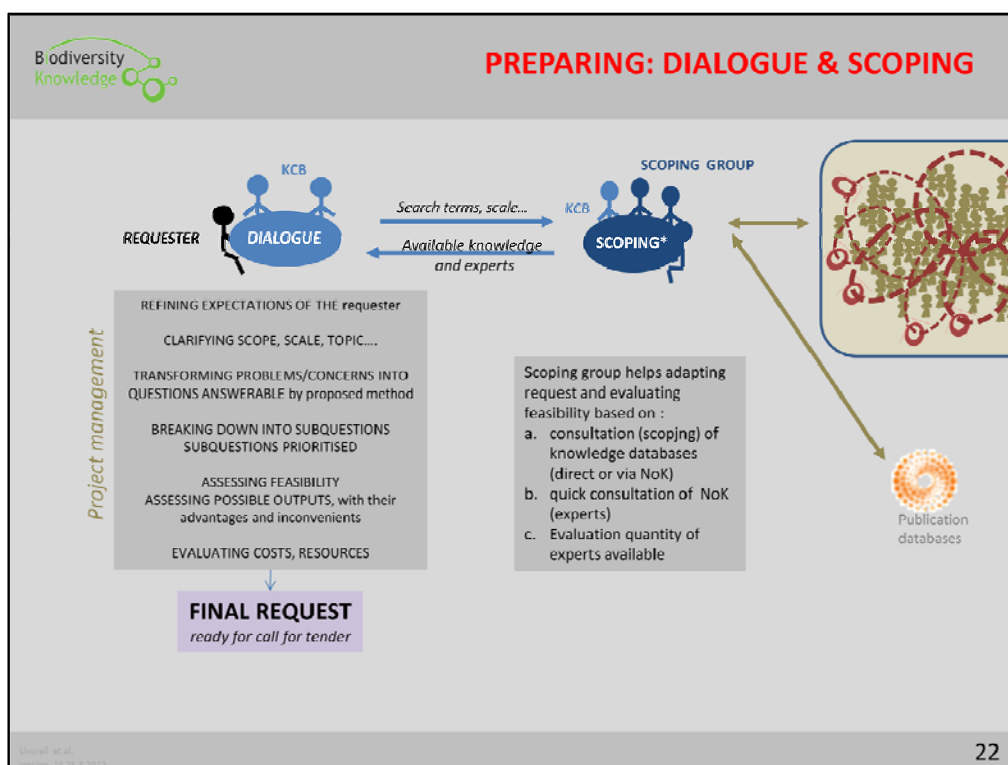 Biodiversity
Knowledge
PREPARING: DIALOGUE & SCOPING
KCB
SCOPING GROUP
REQUESTER
DIALOGUE
Search terms, scale...
Available knowledge
and experts
KCB
SCOPING*
Project management
REFINING EXPECTATIONS OF THE requester
CLARIFYING SCOPE, SCALE, TOPIC....
TRANSFORMING PROBLEMS/CONCERNS INTO
QUESTIONS ANSWERABLE by proposed method
BREAKING DOWN INTO SUBQUESTIONS
SUBQUESTIONS PRIORITISED
ASSESSING FEASIBILITY
ASSESSING POSSIBLE OUTPUTS, with their
advantages and inconvenients
EVALUATING COSTS, RESOURCES
FINAL REQUEST
ready for call for tender
Scoping group helps adapting
request and evaluating
feasibility based on :
a. consultation (scopjng) of
knowledge databases
(direct or via NoK)
b. quick consultation of NoK
(experts)
c. Evaluation quantity of
experts available
Publication
databases
et al.
22